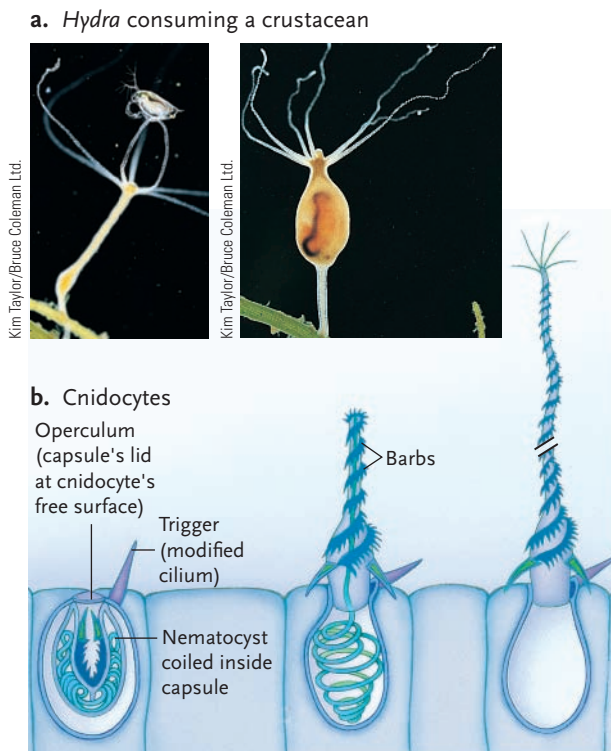 a. Hydra consuming a crustacean
Kim Taylor/Bruce Coleman Ltd.
Kim Taylor/Bruce Coleman Ltd.
b. Cnidocytes
Operculum
(capsule's lid
at cnidocyte's
free surface)
Trigger
(modified
cilium)
Nematocyst
coiled inside
capsule
Barbs